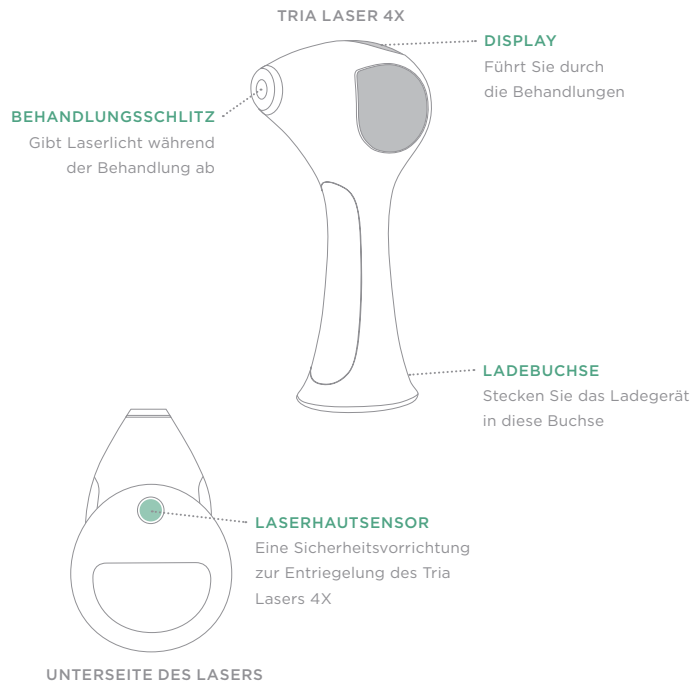 TRIA LASER 4X
DISPLAY
Führt Sie durch
die Behandlungen
BEHANDLUNGSSCHLITZ
Gibt Laserlicht während
der Behandlung ab
LADEBUCHSE
Stecken Sie das Ladegerät
in diese Buchse
LASERHAUTSENSOR
Eine Sicherheitsvorrichtung
zur Entriegelung des Tria
Lasers 4X
UNTERSEITE DES LASERS